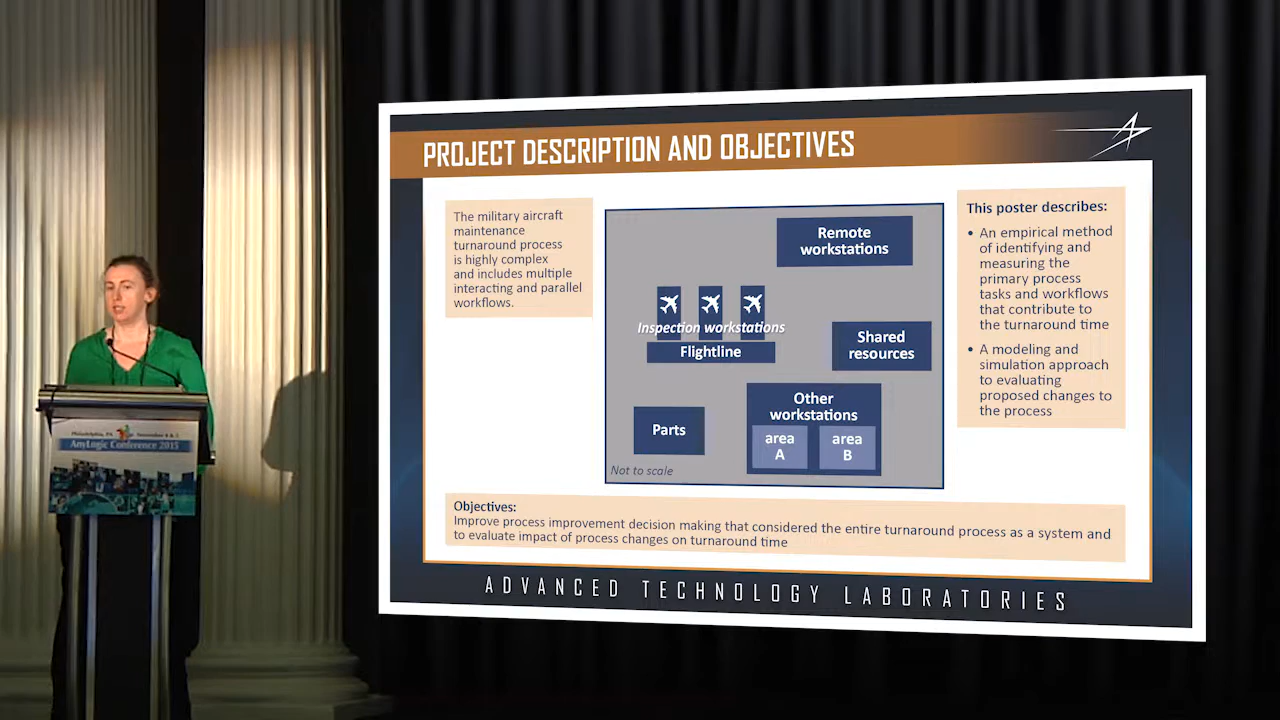 PROJECT DESCRIPTION AND OBJECTIVES
The military aircraft
maintenance
turnaround process
is highly complex
and includes multiple
interacting and parallel
workflows.
Remote
workstations
Inspection workstations
Flightline
Shared
resources
Other
workstations
area
A
area
B
Parts
Not to scale
This poster describes:
• An empirical method
of identifying and
measuring the
primary process
tasks and workflows
that contribute to
the turnaround time
• A modeling and
simulation approach
to evaluating
proposed changes to
the process
Objectives:
Improve process improvement decision making that considered the entire turnaround process as a system and
to evaluate impact of process changes on turnaround time
ADVANCED TECHNOLOGY LABORATORIES
Philadelphia, PA
AnyLogic Conference 2015